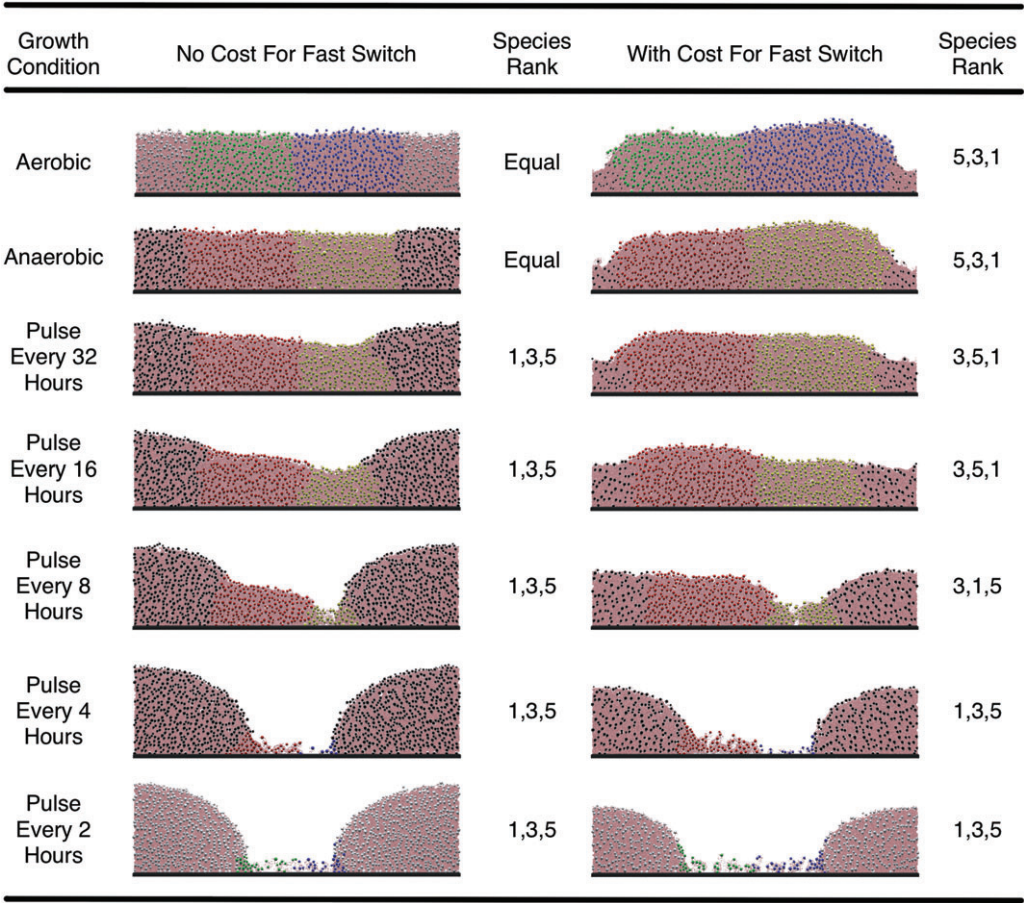 Growth
Condition
No Cost For Fast Switch
Species
Rank
With Cost For Fast Switch
Species
Rank
Aerobic
Equal
5,3,1
Anaerobic
Equal
5,3,1
Pulse
Every 32
Hours
1,3,5
3,5,1
Pulse
Every 16
Hours
1,3,5
3,5,1
Pulse
Every 8
Hours
1,3,5
3,1,5
Pulse
Every 4
Hours
1,3,5
1,3,5
Pulse
Every 2
Hours
1,3,5
1,3,5